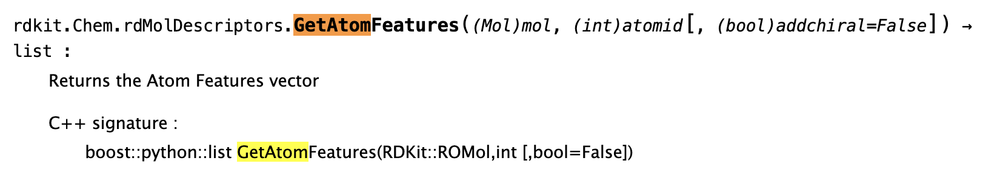 rdkit.Chem.rdMolDescriptors.GetAtomFeatures((Mol)mol, (int)atomid[, (bool)addchiral=False]) →
list :
Returns the Atom Features vector
C++ signature :
boost::python::list GetAtomFeatures(RDKit::ROMol,int [,bool=False])